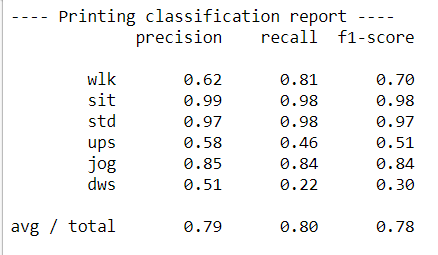 ---- Printing classification report ----
precision recall f1-score
wlk 0.62 0.81 0.70
sit 0.99 0.98 0.98
std 0.97 0.98 0.97
ups 0.58 0.46 0.51
jog 0.85 0.84 0.84
dws 0.51 0.22 0.30
avg / total 0.79 0.80 0.78